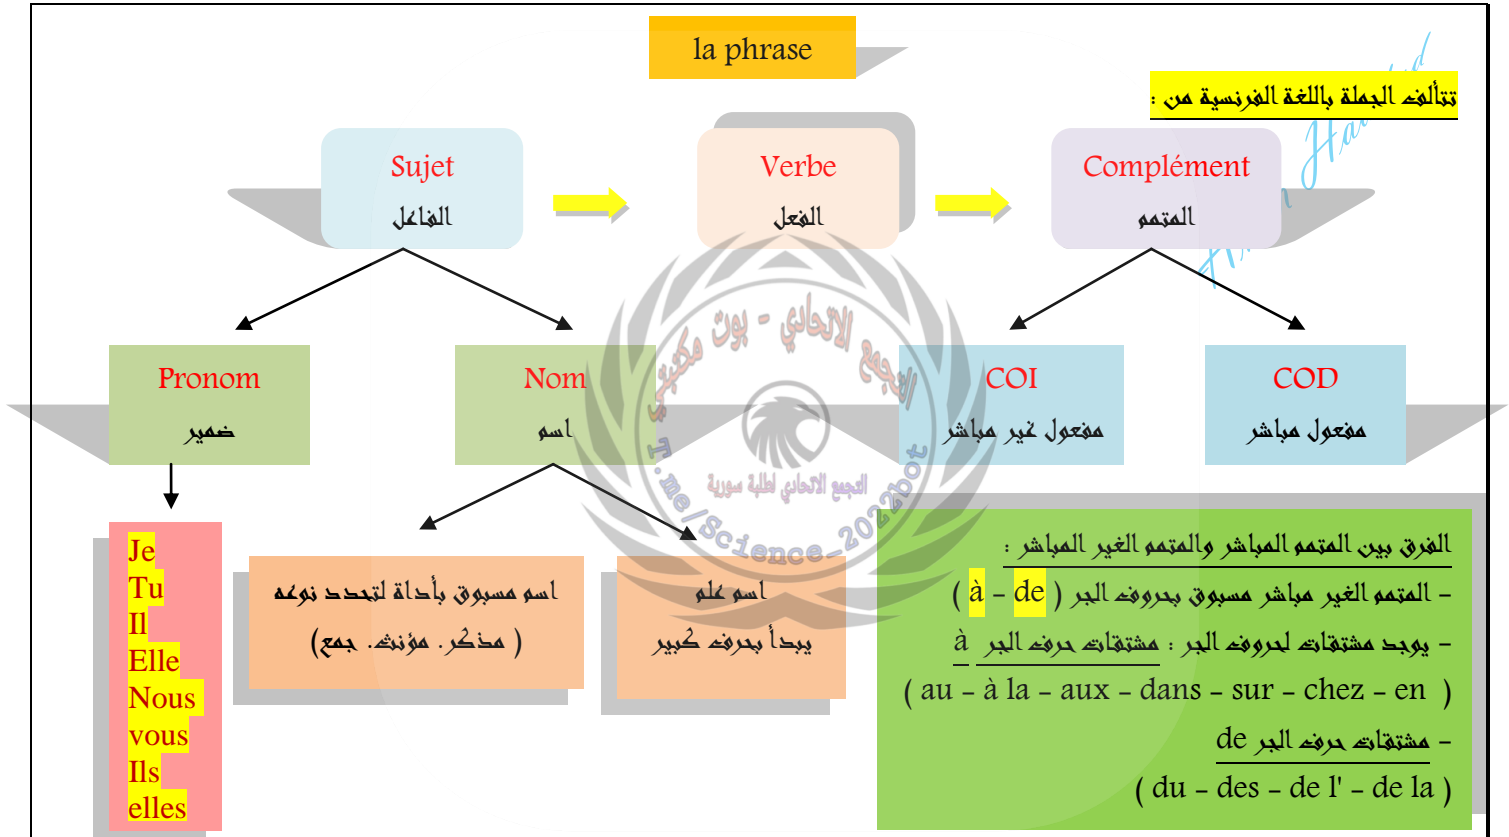 la phrase
تتألف الجملة باللغة الفرنسية من :
Sujet
الفاعل
Verbe
الفعل
Complément
المتمم
Pronom
ضمير
Nom
اسم
COI
مفعول غير مباشر
COD
مفعول مباشر
Je
Tu
Il
Elle
Nous
vous
Ils
elles
اسم مسبوق بأداة لتحدد نوعه
( مذكر. مؤنث. جمع)
اسم علم
يبدأ بحرف كبير
الفرق بين المتمم المباشر والمتمم الغير المباشر :
- المتمم الغير مباشر مسبوق بحروف الجر ( à - de )
- يوجد مشتقات لحروف الجر : مشتقات حرف الجر à
( au - à la - aux - dans - sur - chez - en )
- مشتقات حرف الجر de
( du - des - de l' - de la )
التجمع الاتحادي - بوت مكتبتي
التجمع الاتحادي لطلبة سورية
T.me/Science_2022bot